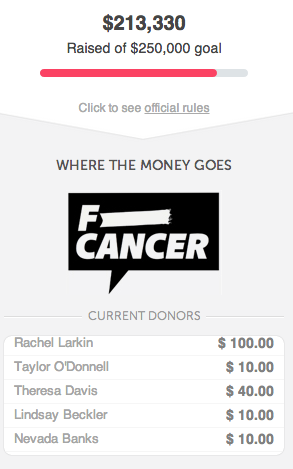 $213,330
Raised of $250,000 goal
Click to see official rules
WHERE THE MONEY GOES
F
CANCER
CURRENT DONORS
Rachel Larkin $ 100.00
Taylor O'Donnell $ 10.00
Theresa Davis $ 40.00
Lindsay Beckler $ 10.00
Nevada Banks $ 10.00